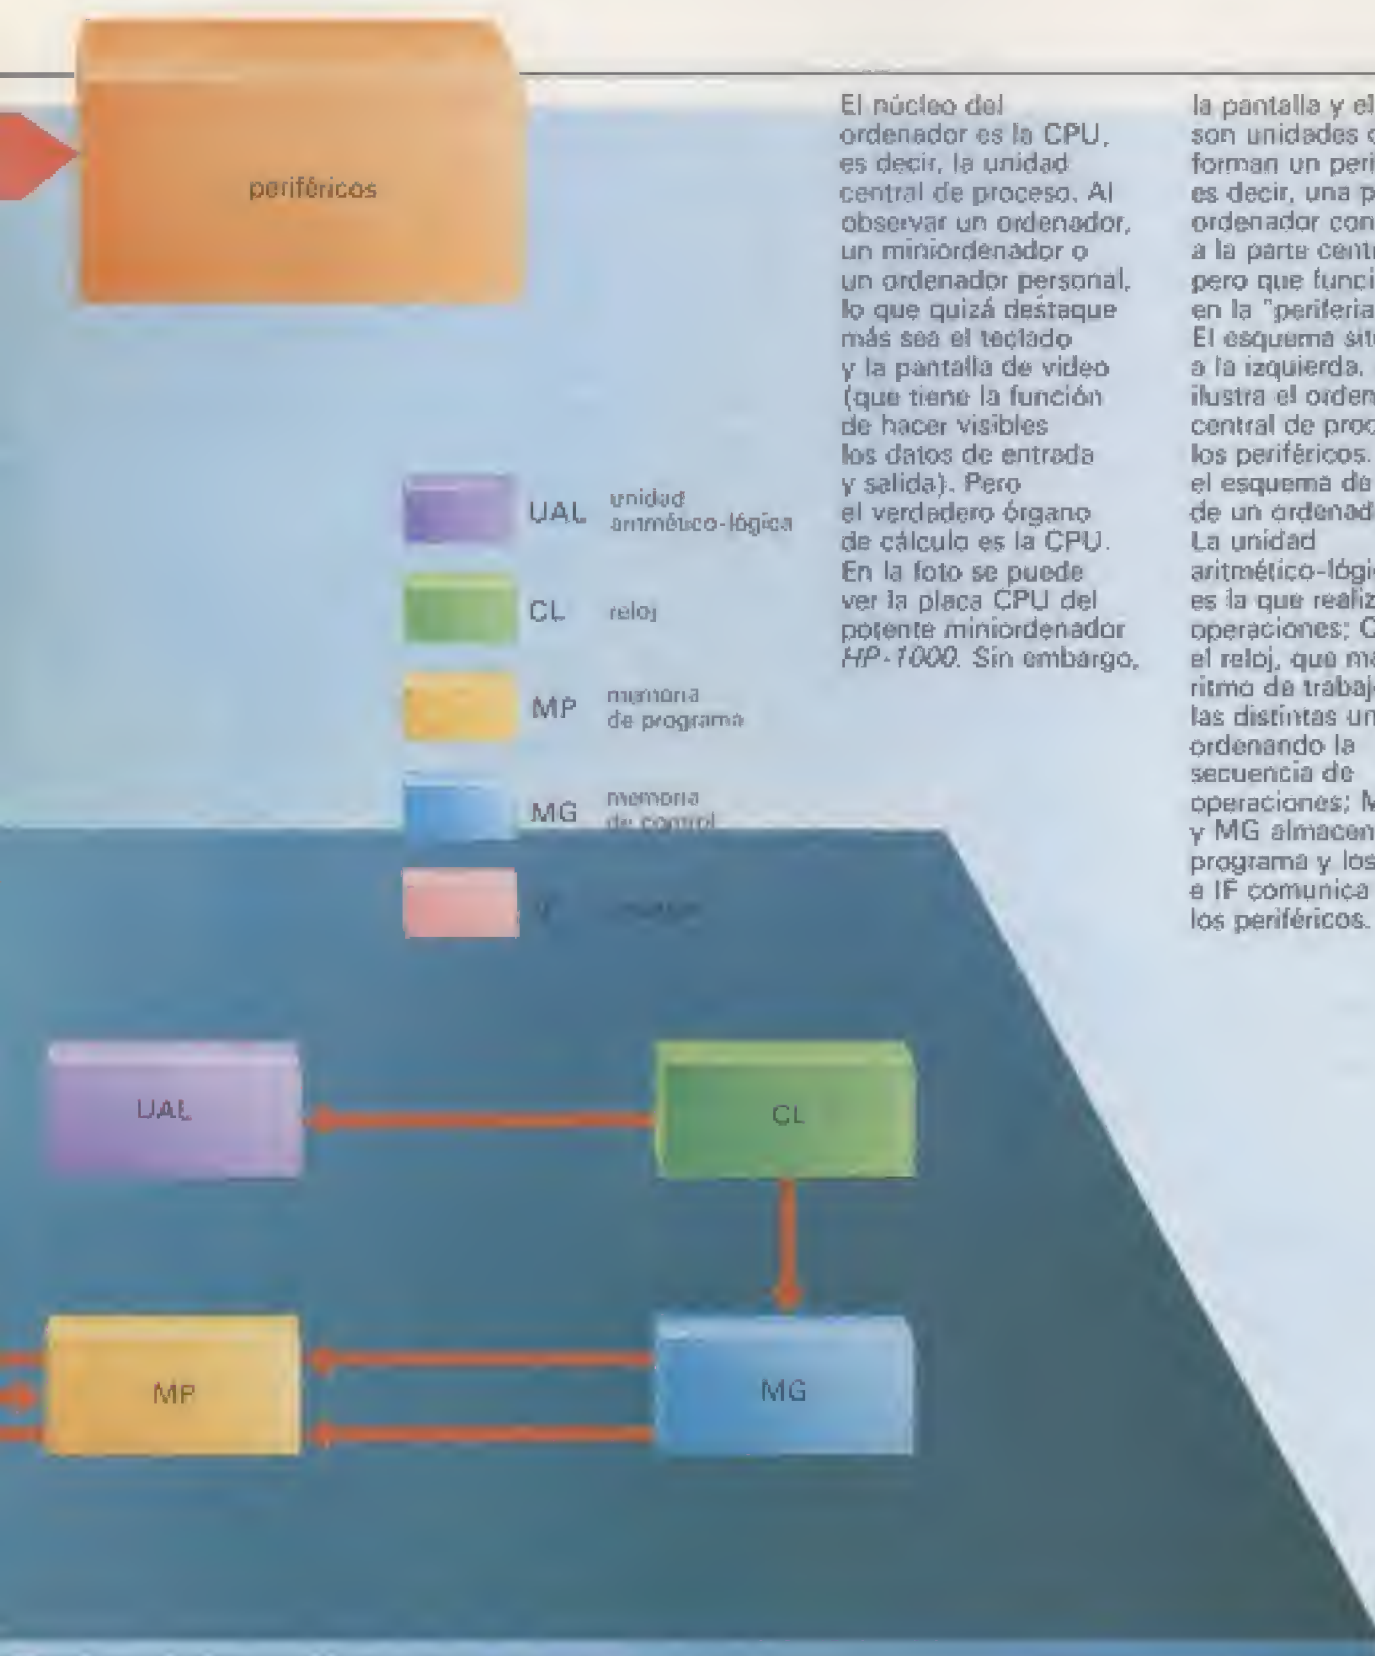 periféricos
UAL unidad
aritmético-lógica
CL reloj
MP memoria
de programa
MG memoria
de control
UAL
CL
MP
MG
El núcleo del
ordenador es la CPU,
es decir, la unidad
central de proceso. Al
observar un ordenador,
un miniordenador o
un ordenador personal,
lo que quizá destaque
más sea el teclado
y la pantalla de video
(que tiene la función
de hacer visibles
los datos de entrada
y salida). Pero
el verdadero órgano
de cálculo es la CPU.
En la foto se puede
ver la placa CPU del
potente miniordenador
HP-1000. Sin embargo,
la pantalla y el
son unidades
forman un peri
es decir, una p
ordenador con
a la parte cent
pero que funci
en la "periferia
El esquema sit
a la izquierda,
ilustra el orden
central de proc
los periféricos.
el esquema de
de un ordenad
La unidad
aritmético-lógi
es la que realiz
operaciones; C
el reloj, que ma
ritmo de trabaj
las distintas un
ordenando la
secuencia de
operaciones; M
y MG almacen
programa y los
e IF comunica
los periféricos.